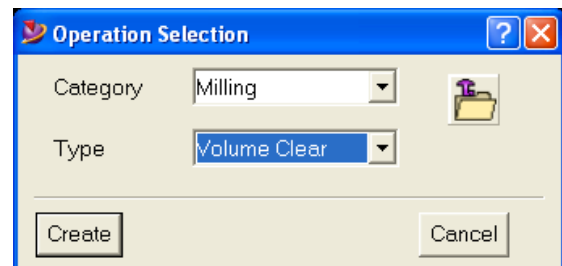 Operation Selection
Category Milling
Type Volume Clear
Create Cancel